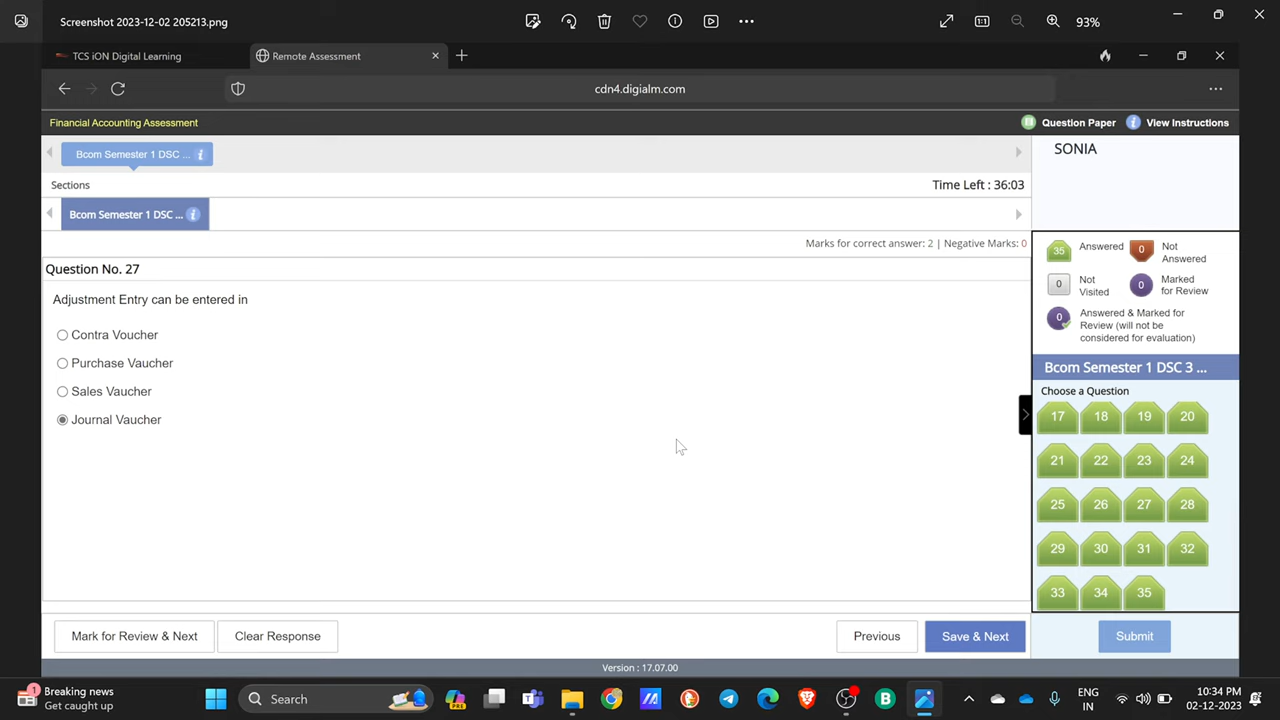 Screenshot 2023-12-02 205213.png
93%
TCS iON Digital Learning
Remote Assessment
cdn4.digialm.com
Financial Accounting Assessment
Question Paper
View Instructions
Bcom Semester 1 DSC ...
SONIA
Sections
Time Left : 36:03
Bcom Semester 1 DSC ...
Marks for correct answer: 2 | Negative Marks: 0
35 Answered
0 Not Answered
0 Not Visited
0 Marked for Review
0 Answered & Marked for Review (will not be considered for evaluation)
Question No. 27
Adjustment Entry can be entered in
Contra Voucher
Purchase Vaucher
Sales Vaucher
Journal Vaucher
Bcom Semester 1 DSC 3 ...
Choose a Question
17 18 19 20
21 22 23 24
25 26 27 28
29 30 31 32
33 34 35
Mark for Review & Next
Clear Response
Previous
Save & Next
Submit
Version : 17.07.00
1
Breaking news
Get caught up
Search
ENG
IN
10:34 PM
02-12-2023